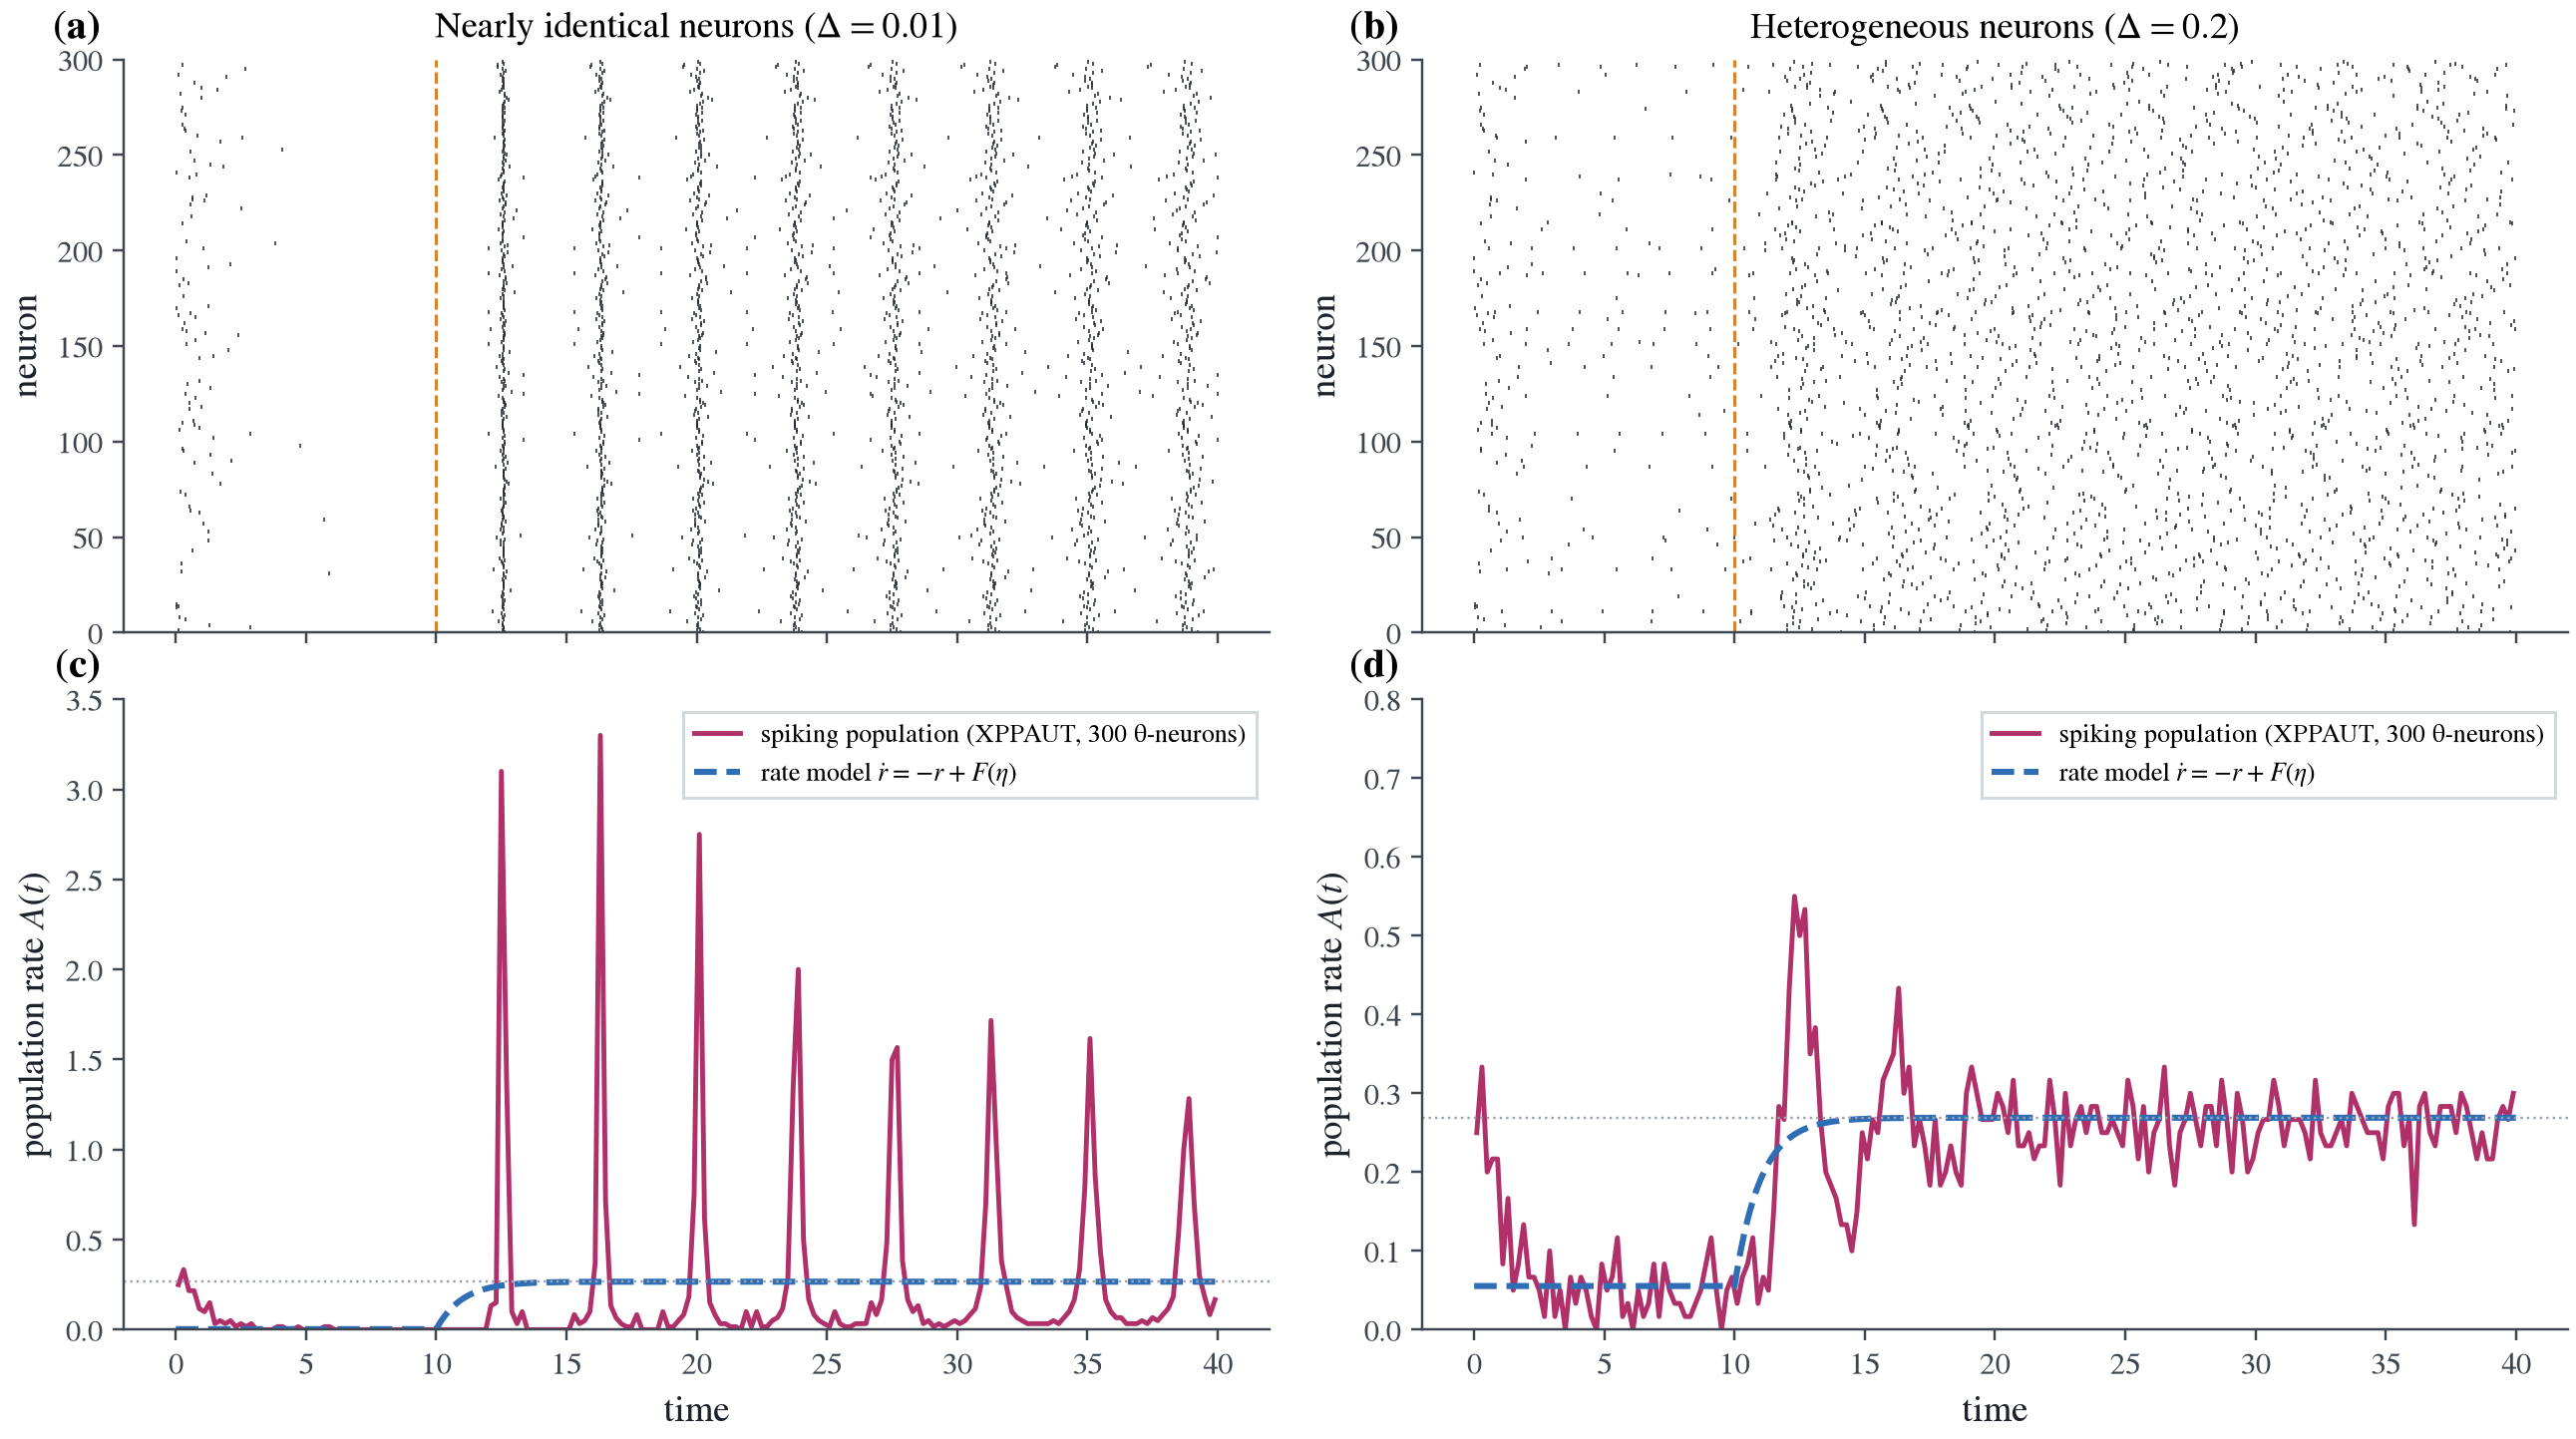 (a) Nearly identical neurons (Δ = 0.01)
300
250
200
150
100
50
0
neuron
(b) Heterogeneous neurons (Δ = 0.2)
300
250
200
150
100
50
0
neuron
(c)
3.5
3.0
2.5
2.0
1.5
1.0
0.5
0.0
population rate A(t)
spiking population (XPPAUT, 300 θ-neurons)
rate model ṙ = −r + F(η)
0 5 10 15 20 25 30 35 40
time
(d)
0.8
0.7
0.6
0.5
0.4
0.3
0.2
0.1
0.0
population rate A(t)
spiking population (XPPAUT, 300 θ-neurons)
rate model ṙ = −r + F(η)
0 5 10 15 20 25 30 35 40
time